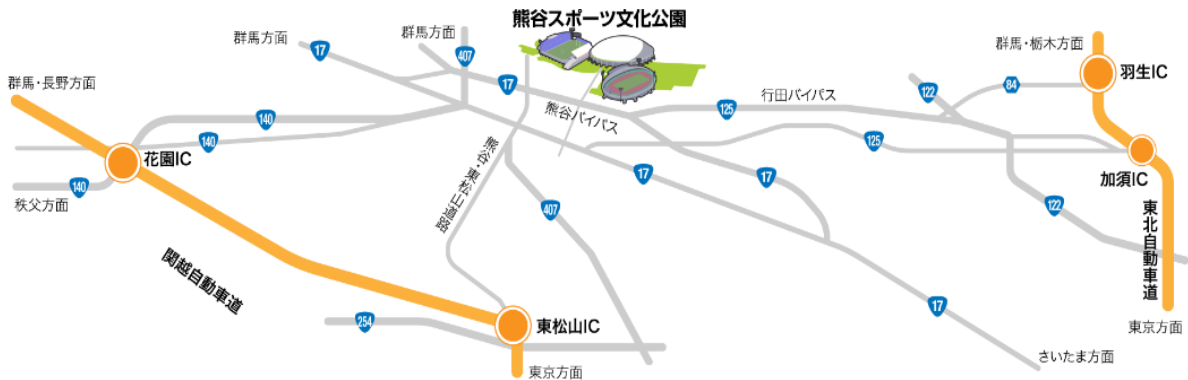 熊谷スポーツ文化公園
群馬方面
17
群馬方面
407
群馬・栃木方面
羽生IC
群馬・長野方面
17
熊谷バイパス
125
行田バイパス
122
84
140
140
花園IC
140
秩父方面
熊谷・東松山道路
407
17
17
125
加須IC
122
東北自動車道
関越自動車道
254
東松山IC
東京方面
17
さいたま方面
東京方面